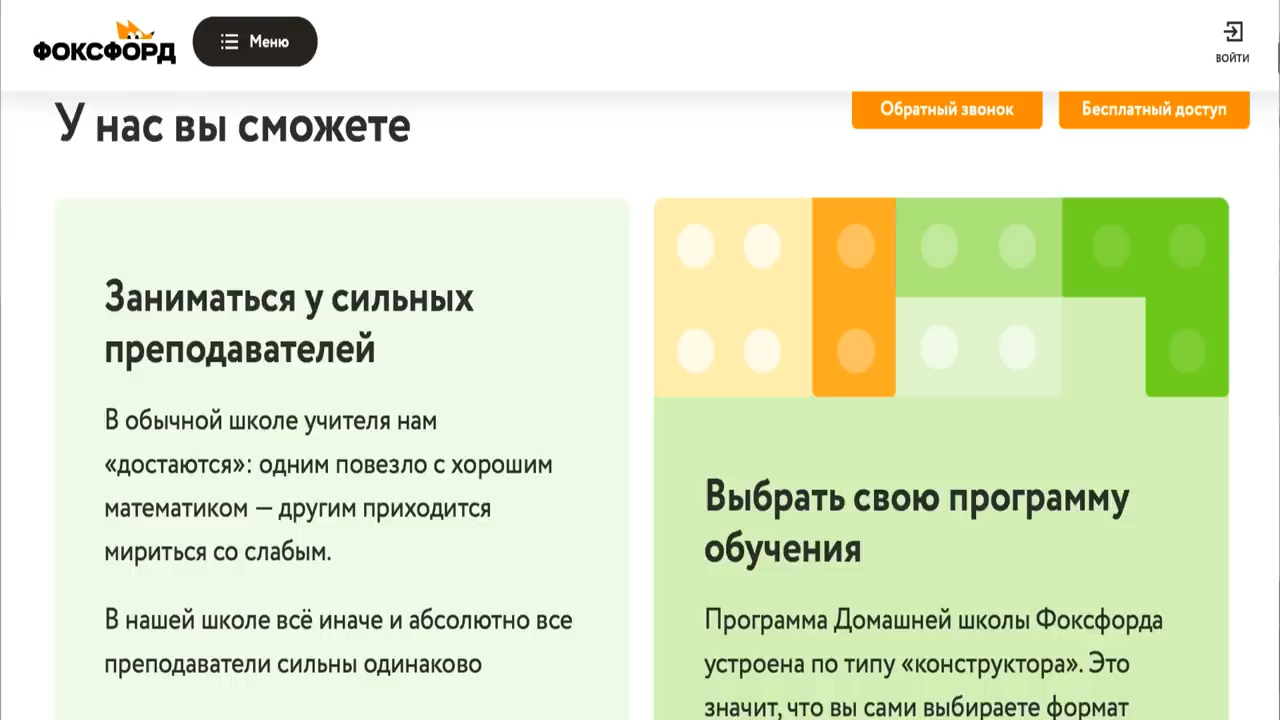 ФОКСФОРД
Меню
ВОЙТИ
Обратный звонок
Бесплатный доступ
У нас вы сможете
Заниматься у сильных
преподавателей
В обычной школе учителя нам
«достаются»: одним повезло с хорошим
математиком — другим приходится
мириться со слабым.
В нашей школе всё иначе и абсолютно все
преподаватели сильны одинаково
Выбрать свою программу
обучения
Программа Домашней школы Фоксфорда
устроена по типу «конструктора». Это
значит, что вы сами выбираете формат